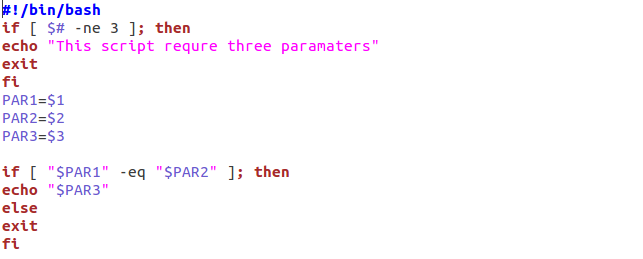 #!/bin/bash
if [ $# -ne 3 ]; then
echo "This script requre three paramaters"
exit
fi
PAR1=$1
PAR2=$2
PAR3=$3

if [ "$PAR1" -eq "$PAR2" ]; then
echo "$PAR3"
else
exit
fi